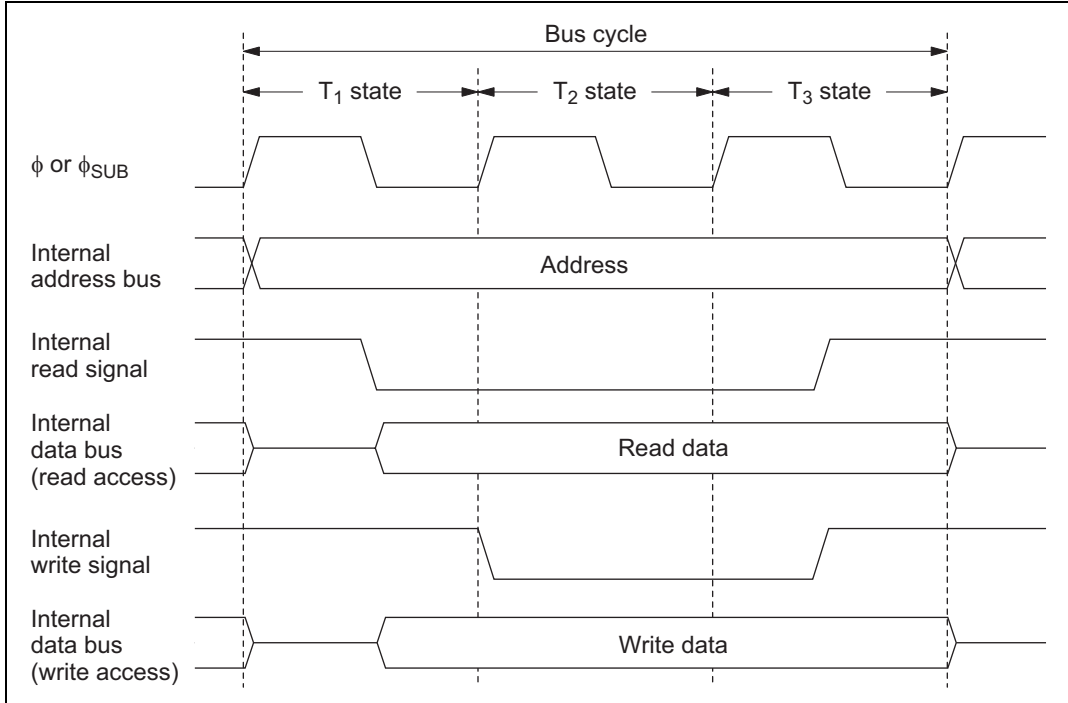 Bus cycle
T₁ state
T₂ state
T₃ state
ϕ or ϕSUB
Internal
address bus
Address
Internal
read signal
Internal
data bus
(read access)
Read data
Internal
write signal
Internal
data bus
(write access)
Write data